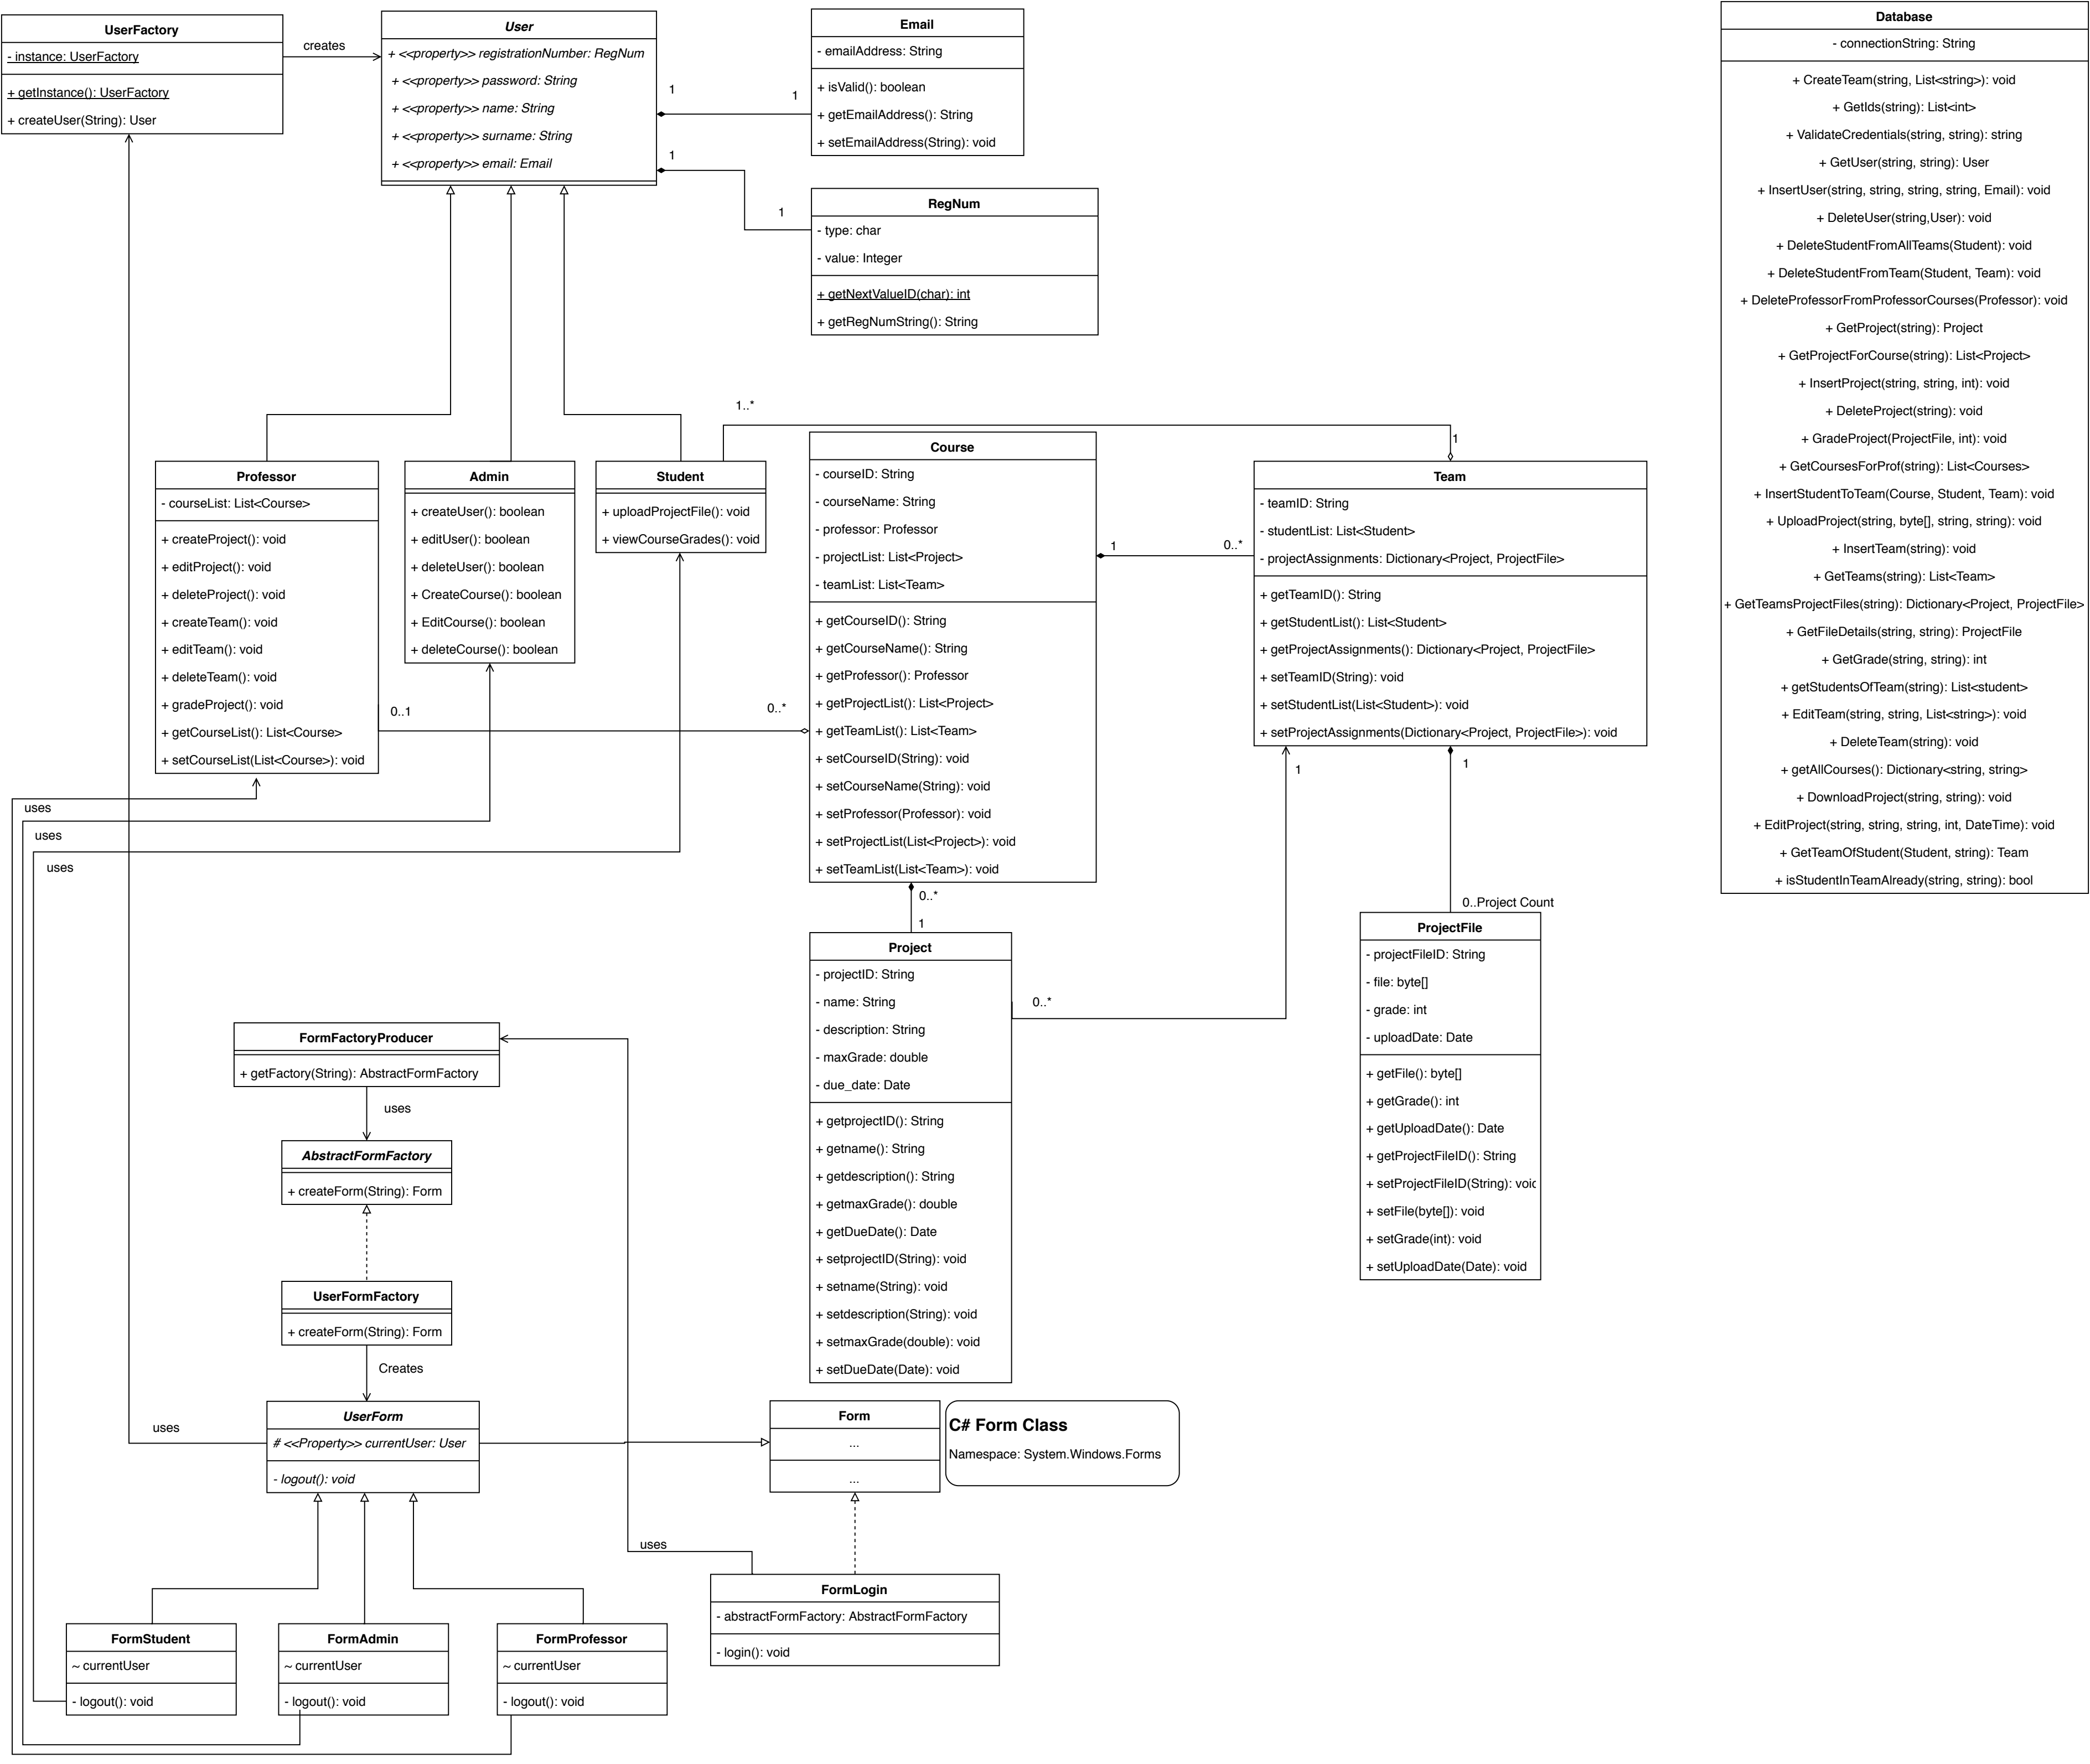 UserFactory
- instance: UserFactory
+ getInstance(): UserFactory
+ createUser(String): User
creates
User
+ <<property>> registrationNumber: RegNum
+ <<property>> password: String
+ <<property>> name: String
+ <<property>> surname: String
+ <<property>> email: Email
1
1
1
1
Email
- emailAddress: String
+ isValid(): boolean
+ getEmailAddress(): String
+ setEmailAddress(String): void
RegNum
- type: char
- value: Integer
+ getNextValueID(char): int
+ getRegNumString(): String
Database
- connectionString: String
+ CreateTeam(string, List<string>): void
+ GetIds(string): List<int>
+ ValidateCredentials(string, string): string
+ GetUser(string, string): User
+ InsertUser(string, string, string, string, Email): void
+ DeleteUser(string,User): void
+ DeleteStudentFromAllTeams(Student): void
+ DeleteStudentFromTeam(Student, Team): void
+ DeleteProfessorFromProfessorCourses(Professor): void
+ GetProject(string): Project
+ GetProjectForCourse(string): List<Project>
+ InsertProject(string, string, int): void
+ DeleteProject(string): void
+ GradeProject(ProjectFile, int): void
+ GetCoursesForProf(string): List<Courses>
+ InsertStudentToTeam(Course, Student, Team): void
+ UploadProject(string, byte[], string, string): void
+ InsertTeam(string): void
+ GetTeams(string): List<Team>
+ GetTeamsProjectFiles(string): Dictionary<Project, ProjectFile>
+ GetFileDetails(string, string): ProjectFile
+ GetGrade(string, string): int
+ getStudentsOfTeam(string): List<student>
+ EditTeam(string, string, List<string>): void
+ DeleteTeam(string): void
+ getAllCourses(): Dictionary<string, string>
+ DownloadProject(string, string): void
+ EditProject(string, string, string, int, DateTime): void
+ GetTeamOfStudent(Student, string): Team
+ isStudentInTeamAlready(string, string): bool
Professor
- courseList: List<Course>
+ createProject(): void
+ editProject(): void
+ deleteProject(): void
+ createTeam(): void
+ editTeam(): void
+ deleteTeam(): void
+ gradeProject(): void
+ getCourseList(): List<Course>
+ setCourseList(List<Course>): void
Admin
+ createUser(): boolean
+ editUser(): boolean
+ deleteUser(): boolean
+ CreateCourse(): boolean
+ EditCourse(): boolean
+ deleteCourse(): boolean
Student
+ uploadProjectFile(): void
+ viewCourseGrades(): void
1..*
1
0..1
0..*
Course
- courseID: String
- courseName: String
- professor: Professor
- projectList: List<Project>
- teamList: List<Team>
+ getCourseID(): String
+ getCourseName(): String
+ getProfessor(): Professor
+ getProjectList(): List<Project>
+ getTeamList(): List<Team>
+ setCourseID(String): void
+ setCourseName(String): void
+ setProfessor(Professor): void
+ setProjectList(List<Project>): void
+ setTeamList(List<Team>): void
1
0..*
Team
- teamID: String
- studentList: List<Student>
- projectAssignments: Dictionary<Project, ProjectFile>
+ getTeamID(): String
+ getStudentList(): List<Student>
+ getProjectAssignments(): Dictionary<Project, ProjectFile>
+ setTeamID(String): void
+ setStudentList(List<Student>): void
+ setProjectAssignments(Dictionary<Project, ProjectFile>): void
1
1
uses
uses
uses
0..*
1
0..Project Count
Project
- projectID: String
- name: String
- description: String
- maxGrade: double
- due_date: Date
+ getprojectID(): String
+ getname(): String
+ getdescription(): String
+ getmaxGrade(): double
+ getDueDate(): Date
+ setprojectID(String): void
+ setname(String): void
+ setdescription(String): void
+ setmaxGrade(double): void
+ setDueDate(Date): void
0..*
ProjectFile
- projectFileID: String
- file: byte[]
- grade: int
- uploadDate: Date
+ getFile(): byte[]
+ getGrade(): int
+ getUploadDate(): Date
+ getProjectFileID(): String
+ setProjectFileID(String): voic
+ setFile(byte[]): void
+ setGrade(int): void
+ setUploadDate(Date): void
FormFactoryProducer
+ getFactory(String): AbstractFormFactory
uses
AbstractFormFactory
+ createForm(String): Form
UserFormFactory
+ createForm(String): Form
Creates
UserForm
# <<Property>> currentUser: User
- logout(): void
uses
Form
...
...
C# Form Class
Namespace: System.Windows.Forms
uses
FormLogin
- abstractFormFactory: AbstractFormFactory
- login(): void
FormStudent
~ currentUser
- logout(): void
FormAdmin
~ currentUser
- logout(): void
FormProfessor
~ currentUser
- logout(): void